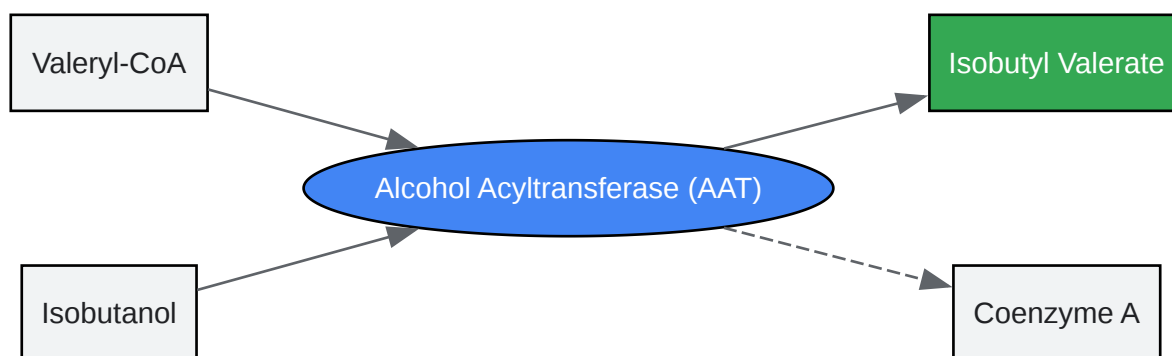 Valeryl-CoA
Isobutyl Valerate
Alcohol Acyltransferase (AAT)
Isobutanol
Coenzyme A